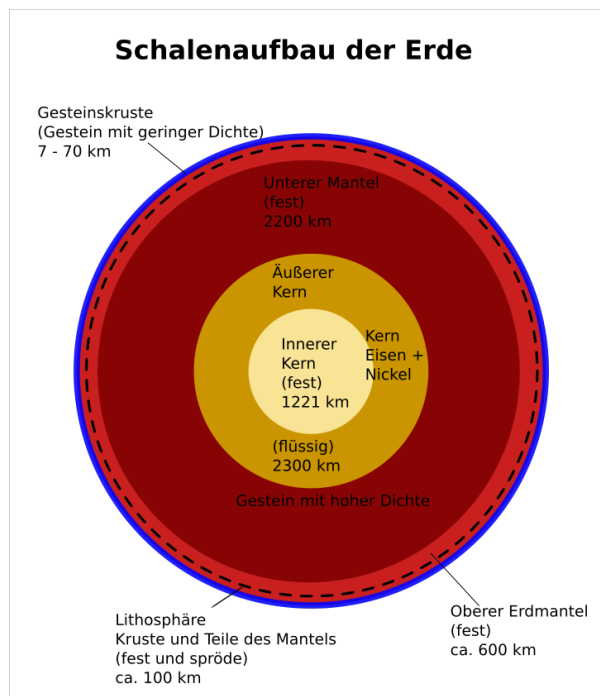 Schalenaufbau der Erde
Gesteinskruste
(Gestein mit geringer Dichte)
7 - 70 km
Unterer Mantel
(fest)
2200 km
Äußerer
Kern
Innerer
Kern
(fest)
1221 km
Kern
Eisen +
Nickel
(flüssig)
2300 km
Gestein mit hoher Dichte
Lithosphäre
Kruste und Teile des Mantels
(fest und spröde)
ca. 100 km
Oberer Erdmantel
(fest)
ca. 600 km